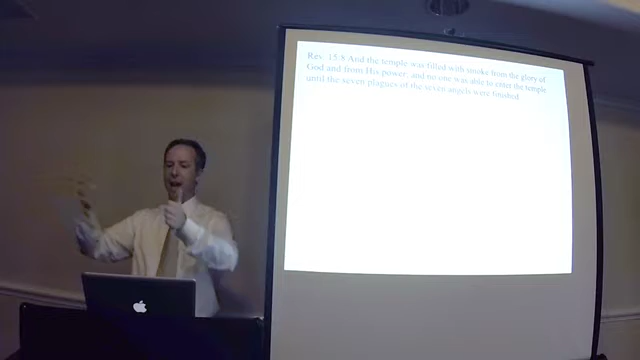 Rev. 15:8 And the temple was filled with smoke from the glory of
God and from His power; and no one was able to enter the temple
until the seven plagues of the seven angels were finished.